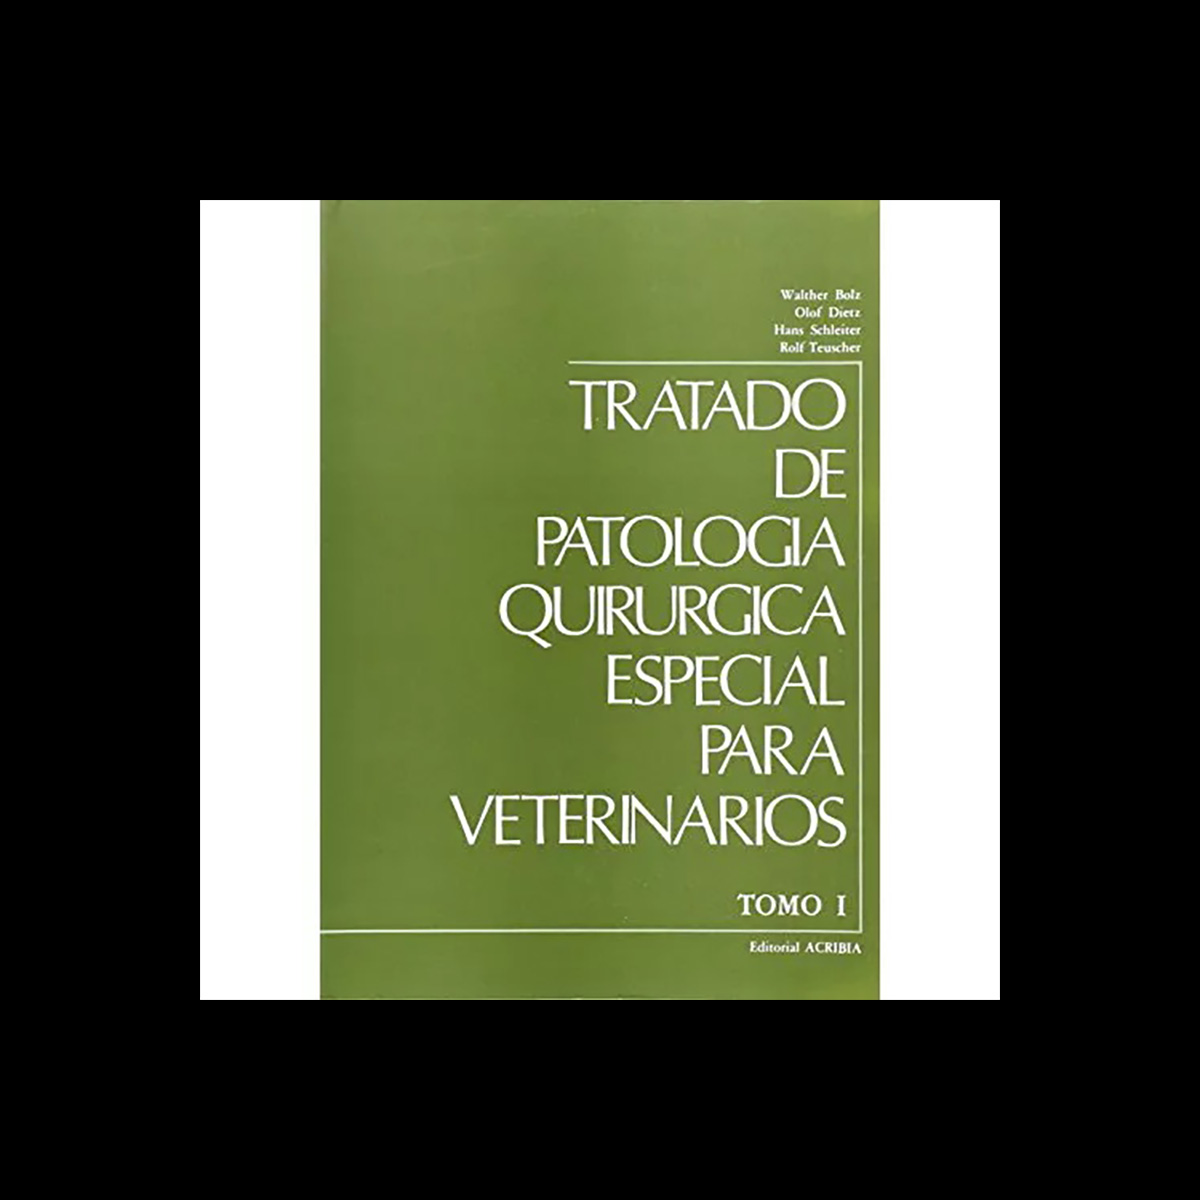 Walther Bolz
Olof Dietz
Hans Schleiter
Rolf Teuscher
TRATADO
DE
PATOLOGIA
QUIRURGICA
ESPECIAL
PARA
VETERINARIOS
TOMO I
Editorial ACRIBIA